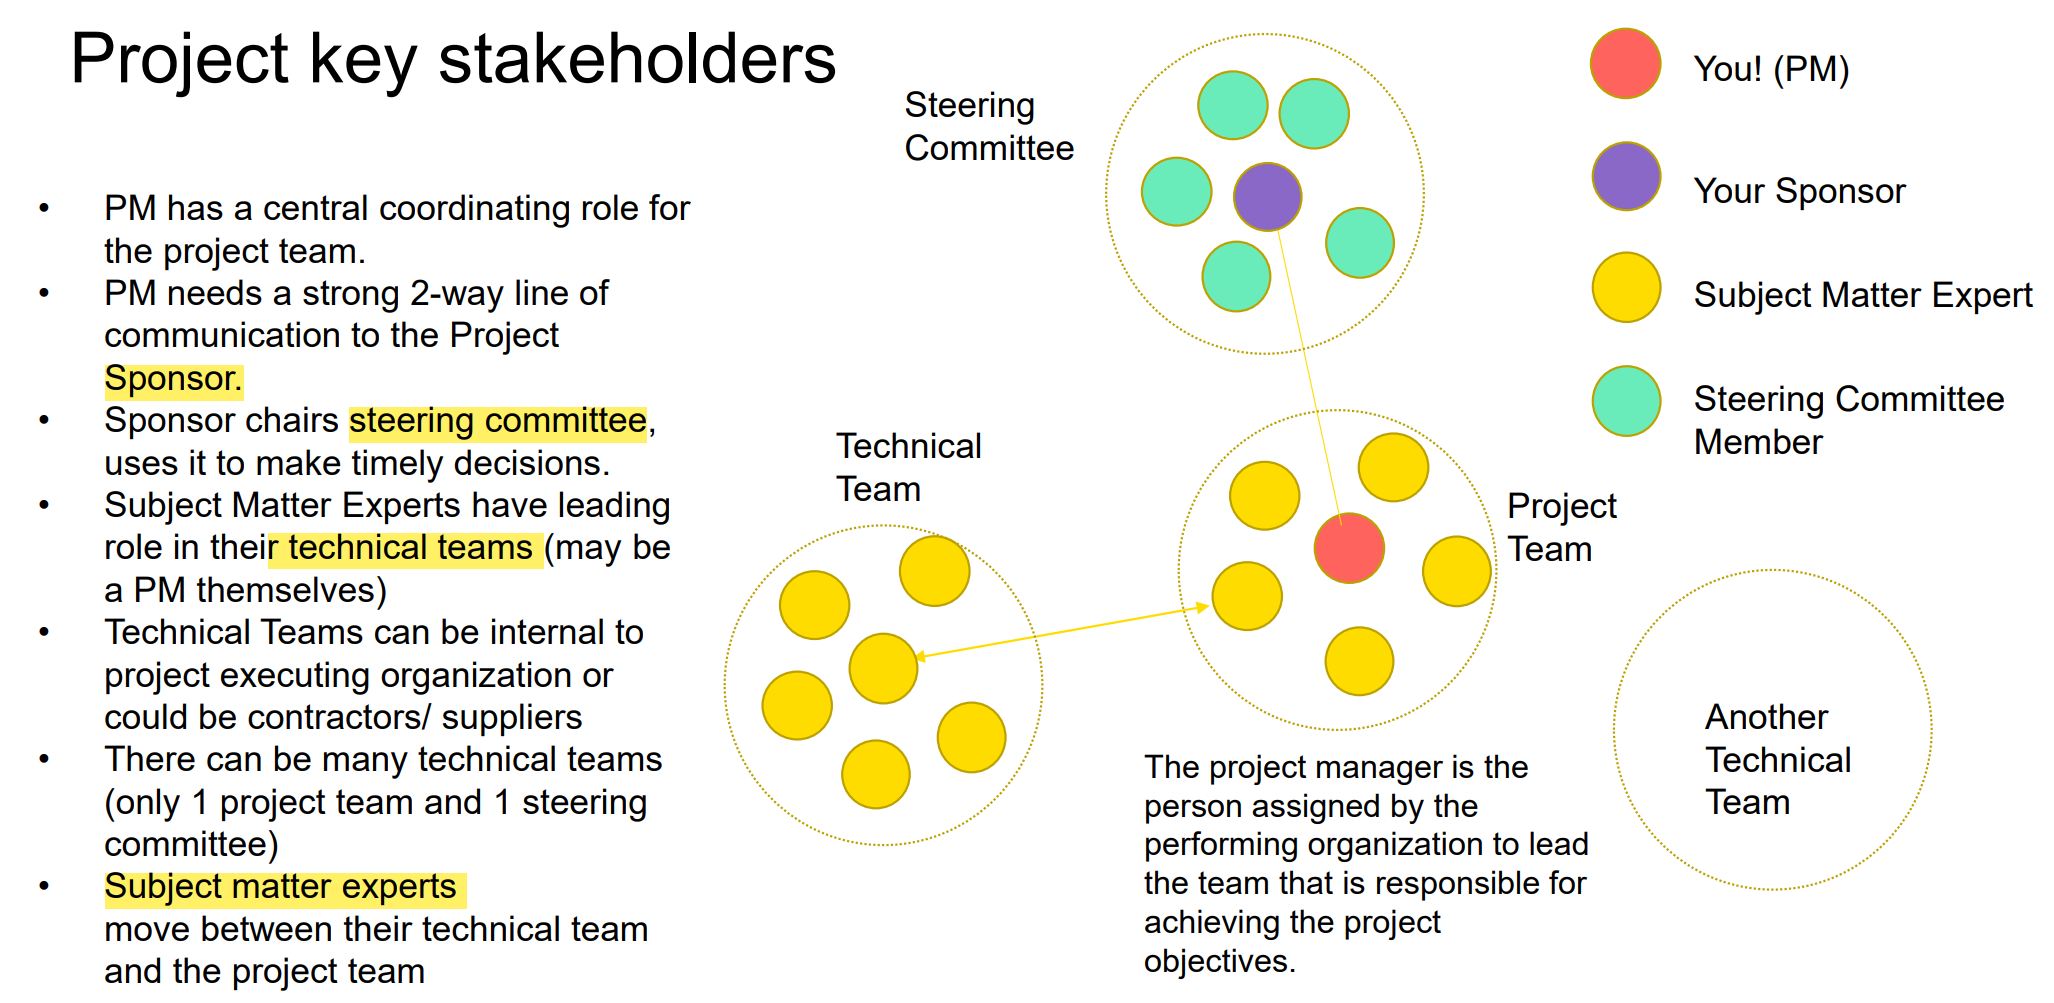 Project key stakeholders
• PM has a central coordinating role for
the project team.
• PM needs a strong 2-way line of
communication to the Project
Sponsor.
• Sponsor chairs steering committee,
uses it to make timely decisions.
• Subject Matter Experts have leading
role in their technical teams (may be
a PM themselves)
• Technical Teams can be internal to
project executing organization or
could be contractors/ suppliers
• There can be many technical teams
(only 1 project team and 1 steering
committee)
• Subject matter experts
move between their technical team
and the project team
Steering
Committee
Technical
Team
Project
Team
The project manager is the
person assigned by the
performing organization to lead
the team that is responsible for
achieving the project
objectives.
You! (PM)
Your Sponsor
Subject Matter Expert
Steering Committee
Member
Another
Technical
Team